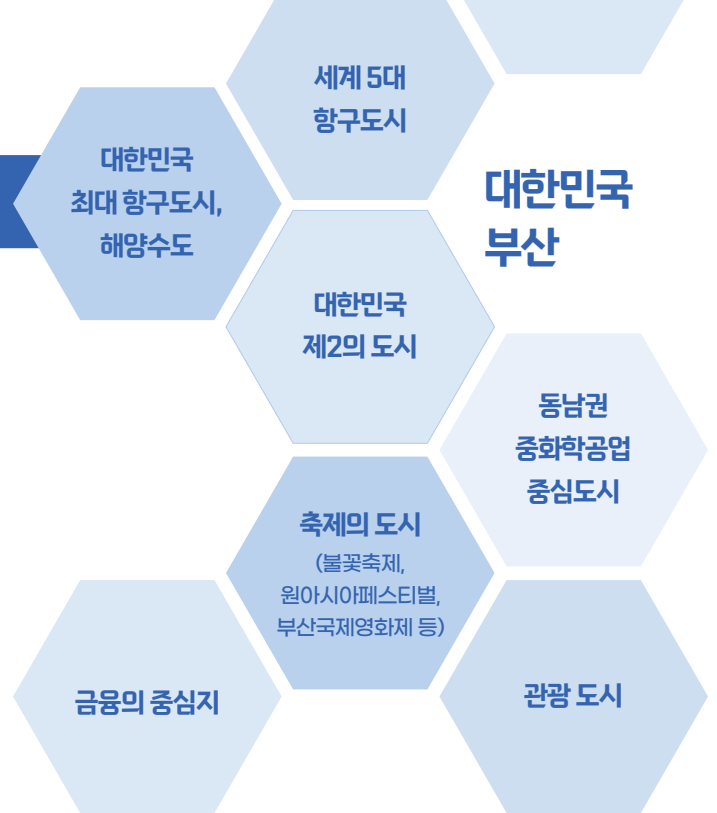 세계 5대
항구도시
대한민국
최대 항구도시,
해양수도
대한민국
부산
대한민국
제2의 도시
동남권
중화학공업
중심도시
축제의 도시
(불꽃축제,
원아시아페스티벌,
부산국제영화제 등)
금융의 중심지
관광 도시